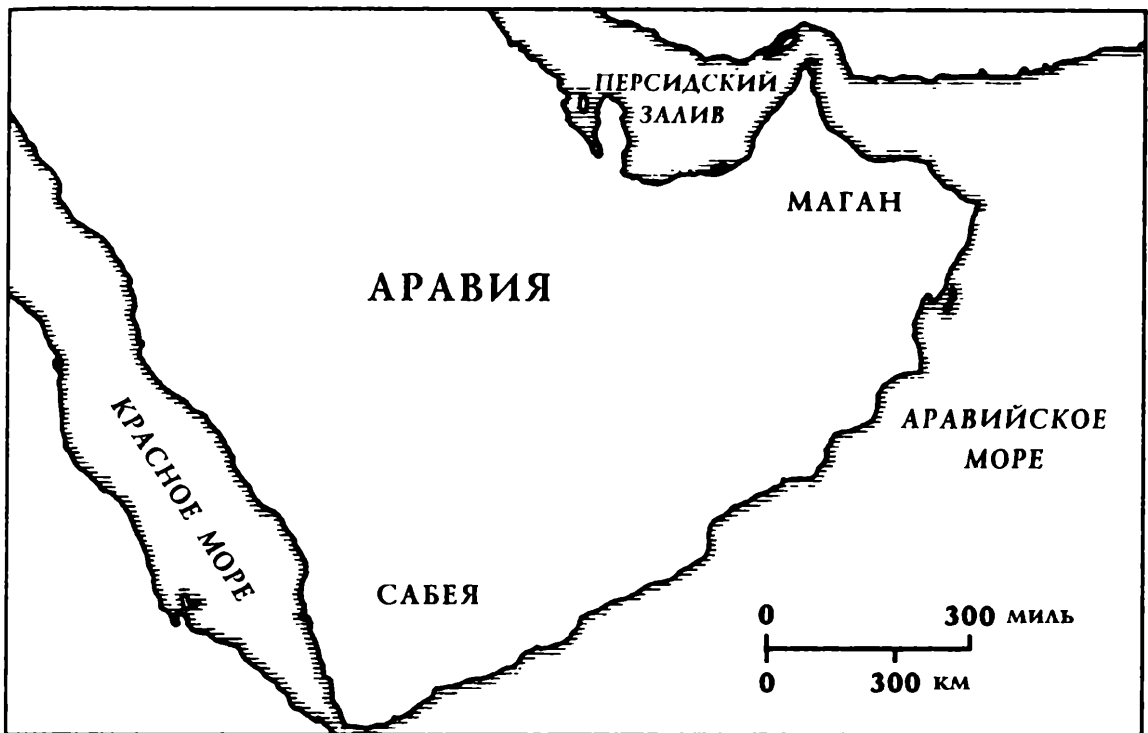 ПЕРСИДСКИЙ
ЗАЛИВ
МАГАН
АРАВИЯ
КРАСНОЕ МОРЕ
АРАВИЙСКОЕ
МОРЕ
САБЕЯ
0 300 МИЛЬ
0 300 КМ